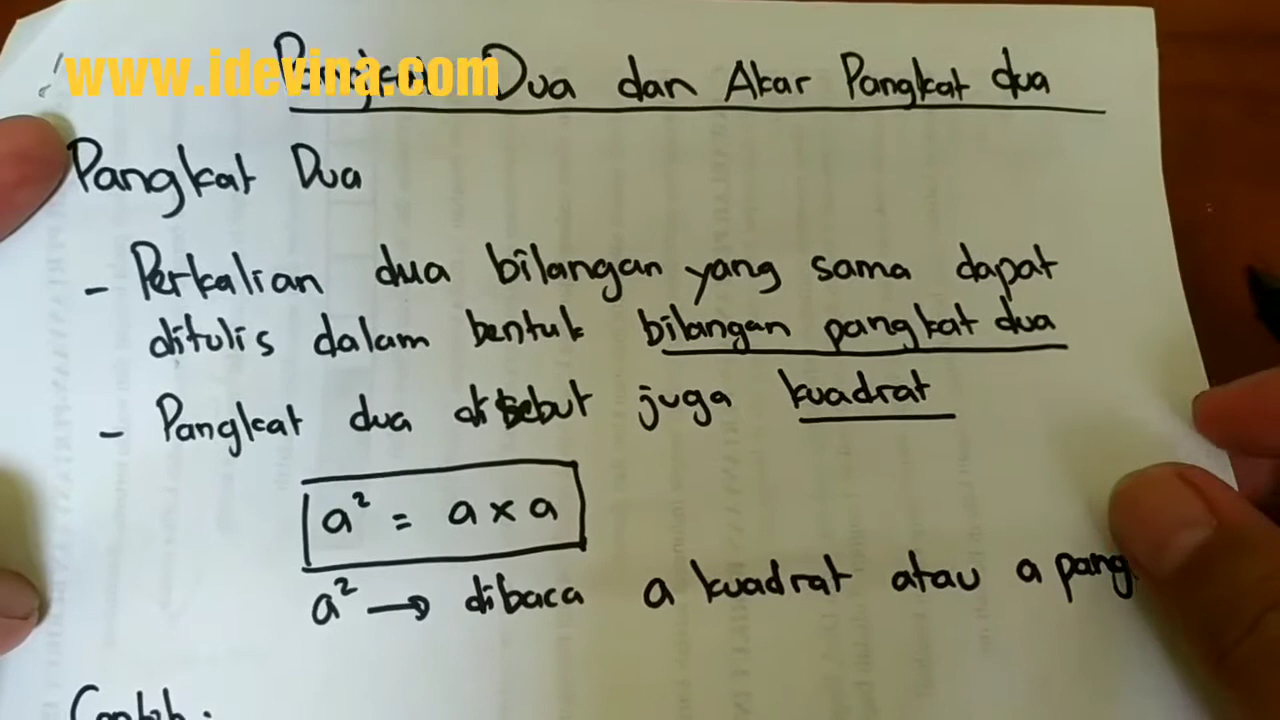 www.idevina.com
Dua dan Akar Pangkat dua
Pangkat Dua
- Perkalian dua bilangan yang sama dapat
ditulis dalam bentuk bilangan pangkat dua
- Pangkat dua disebut juga kuadrat
a² = a x a
a² → dibaca a kuadrat atau a pang
Contoh: